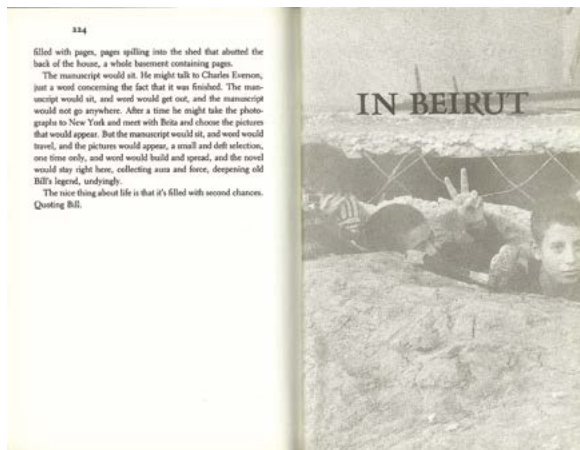 224
filled with pages, pages spilling into the shed that abutted the
back of the house, a whole basement containing pages.
The manuscript would sit. He might talk to Charles Everson,
just a word concerning the fact that it was finished. The man-
uscript would sit, and word would get out, and the manuscript
would not go anywhere. After a time he might take the photo-
graphs to New York and meet with Brita and choose the pictures
that would appear. But the manuscript would sit, and word would
travel, and the pictures would appear, a small and deft selection,
one time only, and word would build and spread, and the novel
would stay right here, collecting aura and force, deepening old
Bill's legend, undyingly.
The nice thing about life is that it's filled with second chances.
Quoting Bill.
IN BEIRUT